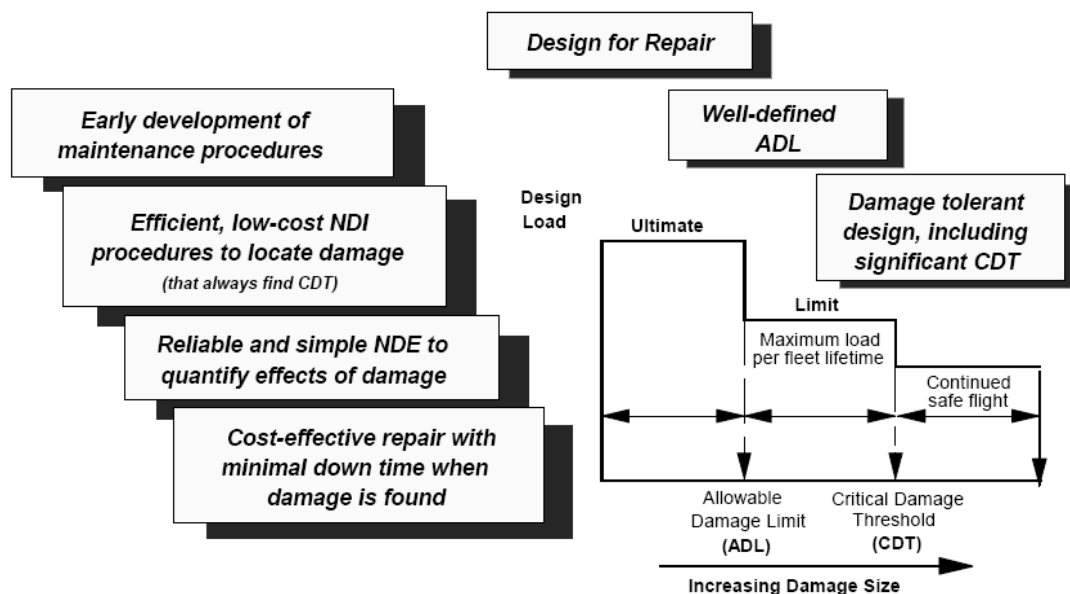 Design for Repair
Early development of
maintenance procedures
Well-defined
ADL
Efficient, low-cost NDI
procedures to locate damage
(that always find CDT)
Damage tolerant
design, including
significant CDT
Reliable and simple NDE to
quantify effects of damage
Cost-effective repair with
minimal down time when
damage is found
Design
Load
Ultimate
Limit
Maximum load
per fleet lifetime
Continued
safe flight
Allowable
Damage Limit
(ADL)
Critical Damage
Threshold
(CDT)
Increasing Damage Size